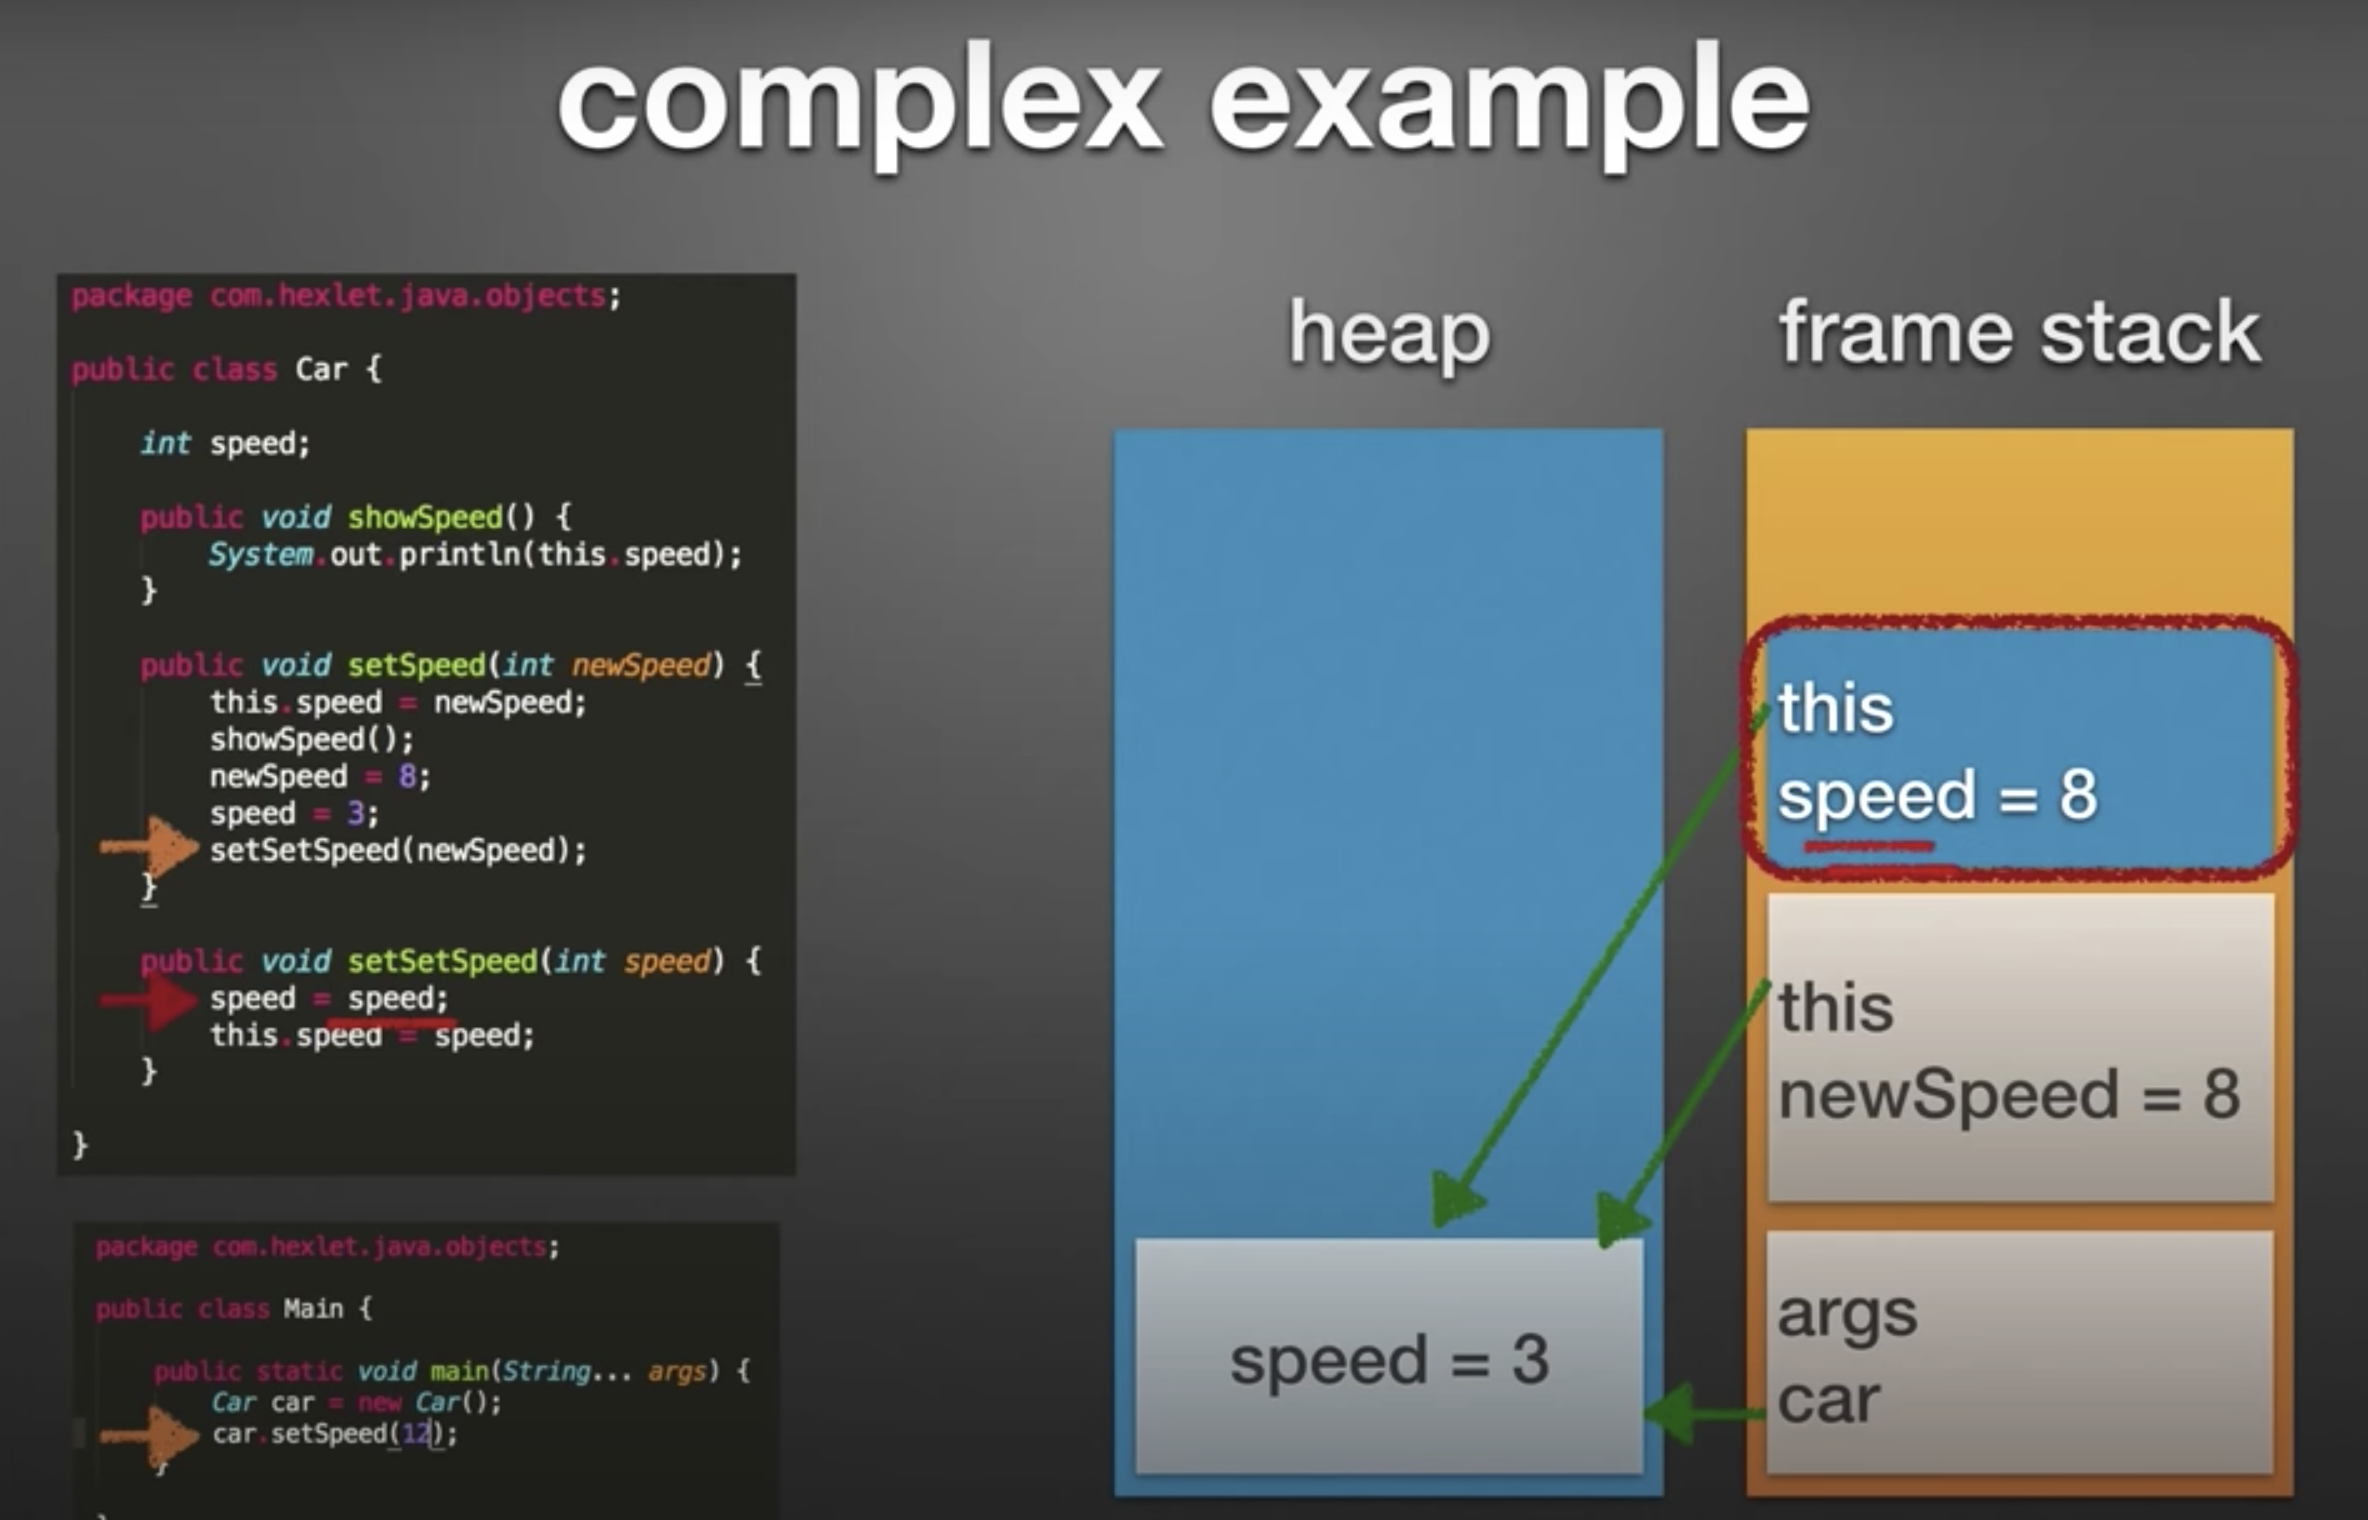 complex example
package com.hexlet.java.objects;
public class Car {
int speed;
public void showSpeed() {
System.out.println(this.speed);
}
public void setSpeed(int newSpeed) {
this.speed = newSpeed;
showSpeed();
newSpeed = 8;
speed = 3;
setSetSpeed(newSpeed);
}
public void setSetSpeed(int speed) {
speed = speed;
this.speed = speed;
}
}
package com.hexlet.java.objects;
public class Main {
public static void main(String... args) {
Car car = new Car();
car.setSpeed(12);
}
}
heap
speed = 3
frame stack
this
speed = 8
this
newSpeed = 8
args
car